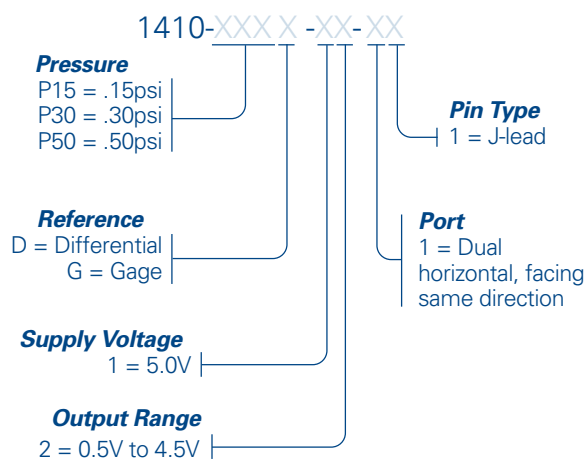 1410-XXX X -XX- XX
Pressure
P15 = .15psi
P30 = .30psi
P50 = .50psi
Pin Type
1 = J-lead
Reference
D = Differential
G = Gage
Port
1 = Dual
horizontal, facing
same direction
Supply Voltage
1 = 5.0V
Output Range
2 = 0.5V to 4.5V